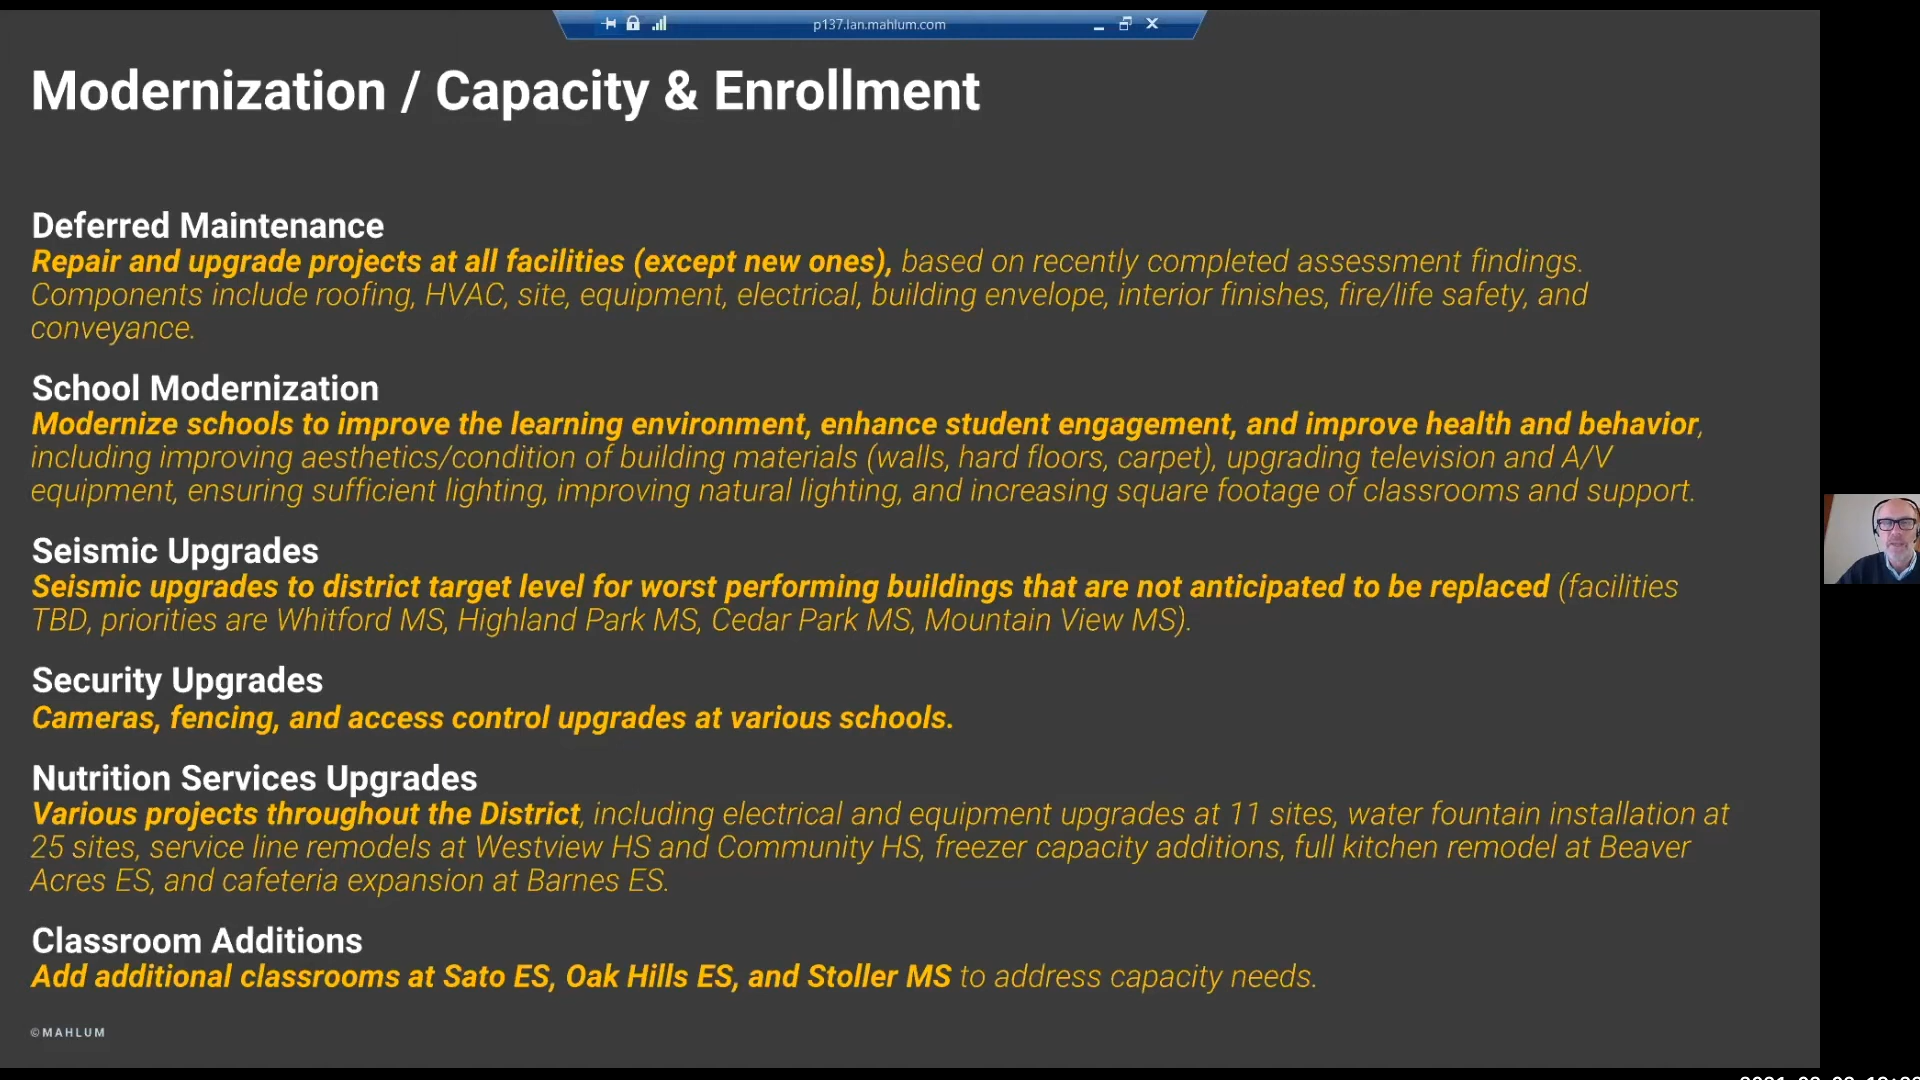 p137.lan.mahlum.com
Modernization / Capacity & Enrollment
Deferred Maintenance
Repair and upgrade projects at all facilities (except new ones), based on recently completed assessment findings.
Components include roofing, HVAC, site, equipment, electrical, building envelope, interior finishes, fire/life safety, and
conveyance.
School Modernization
Modernize schools to improve the learning environment, enhance student engagement, and improve health and behavior,
including improving aesthetics/condition of building materials (walls, hard floors, carpet), upgrading television and A/V
equipment, ensuring sufficient lighting, improving natural lighting, and increasing square footage of classrooms and support.
Seismic Upgrades
Seismic upgrades to district target level for worst performing buildings that are not anticipated to be replaced (facilities
TBD, priorities are Whitford MS, Highland Park MS, Cedar Park MS, Mountain View MS).
Security Upgrades
Cameras, fencing, and access control upgrades at various schools.
Nutrition Services Upgrades
Various projects throughout the District, including electrical and equipment upgrades at 11 sites, water fountain installation at
25 sites, service line remodels at Westview HS and Community HS, freezer capacity additions, full kitchen remodel at Beaver
Acres ES, and cafeteria expansion at Barnes ES.
Classroom Additions
Add additional classrooms at Sato ES, Oak Hills ES, and Stoller MS to address capacity needs.
©MAHLUM